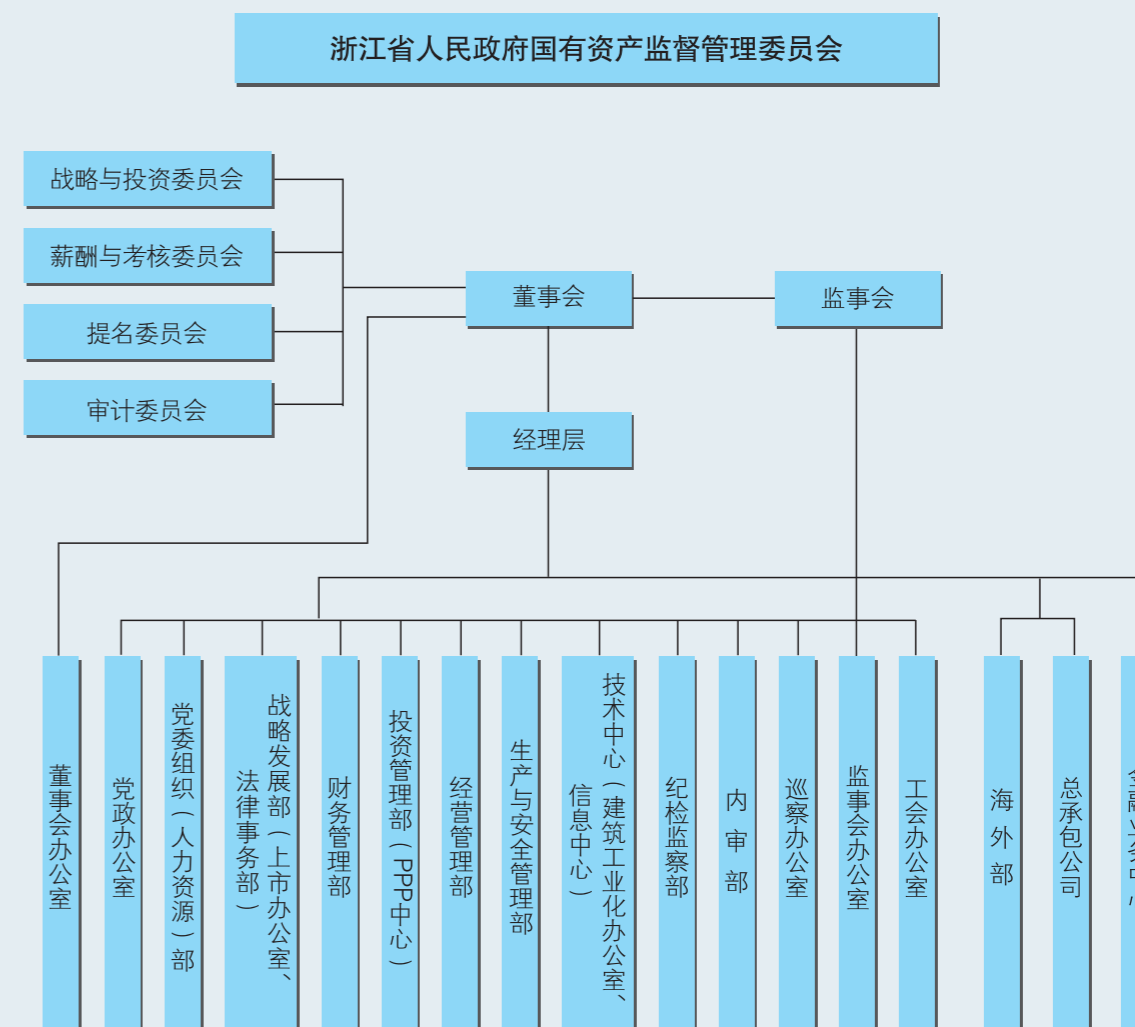 浙江省人民政府国有资产监督管理委员会
战略与投资委员会
薪酬与考核委员会
提名委员会
审计委员会
董事会
监事会
经理层
董事会办公室
党政办公室
党委组织（人力资源）部
战略发展部（上市办公室、
法律事务部）
财务管理部
投资管理部（PPP中心）
经营管理部
生产与安全管理部
技术中心（建筑工业化办公室、
信息中心）
纪检监察部
内审部
巡察办公室
监事会办公室
工会办公室
海外部
总承包公司